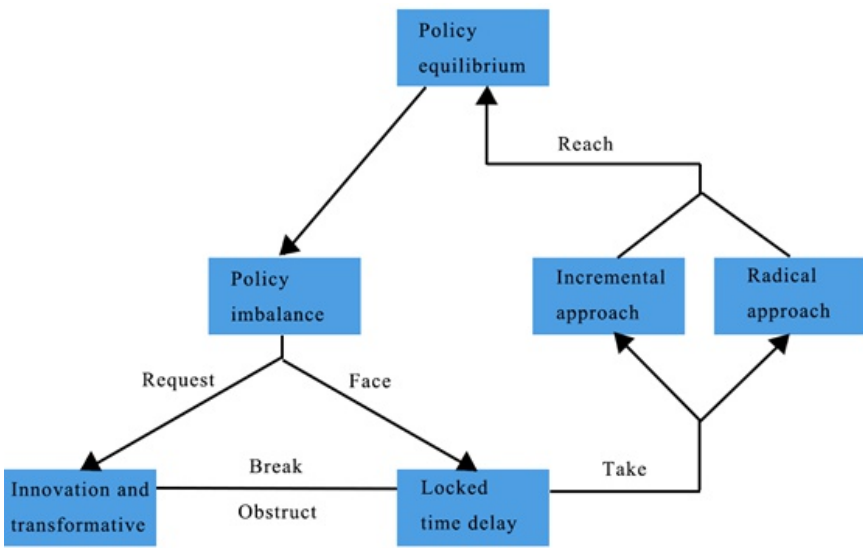 Policy
equilibrium
Reach
Policy
imbalance
Incremental
approach
Radical
approach
Request
Face
Innovation and
transformative
Break
Obstruct
Locked
time delay
Take